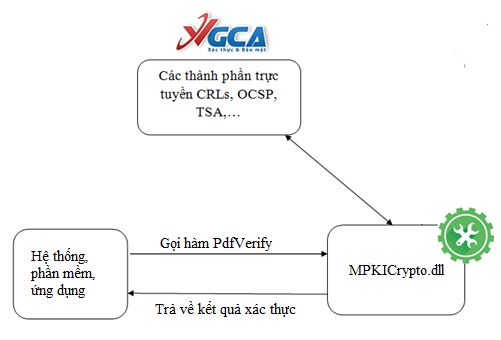 VGCA
Xác thực & Bảo mật
Các thành phần trực
tuyến CRLs, OCSP,
TSA,…
Hệ thống,
phần mềm,
ứng dụng
Gọi hàm PdfVerify
MPKICrypto.dll
Trả về kết quả xác thực